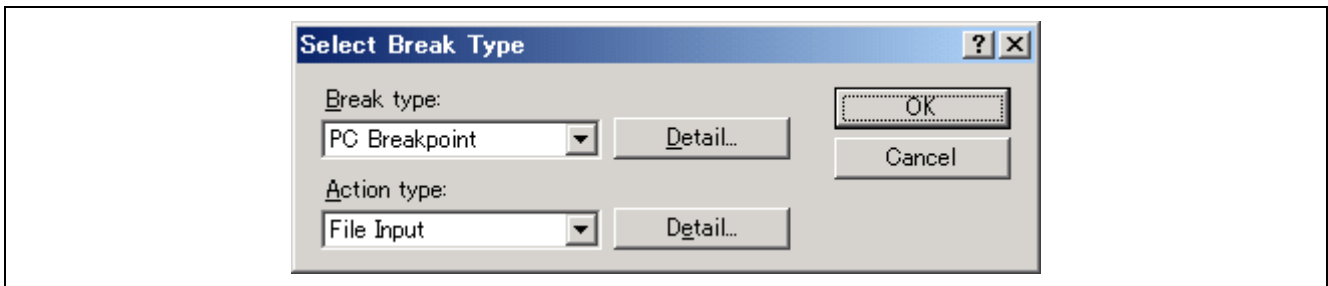 Select Break Type
Break type:
PC Breakpoint
Detail...
OK
Cancel
Action type:
File Input
Detail...